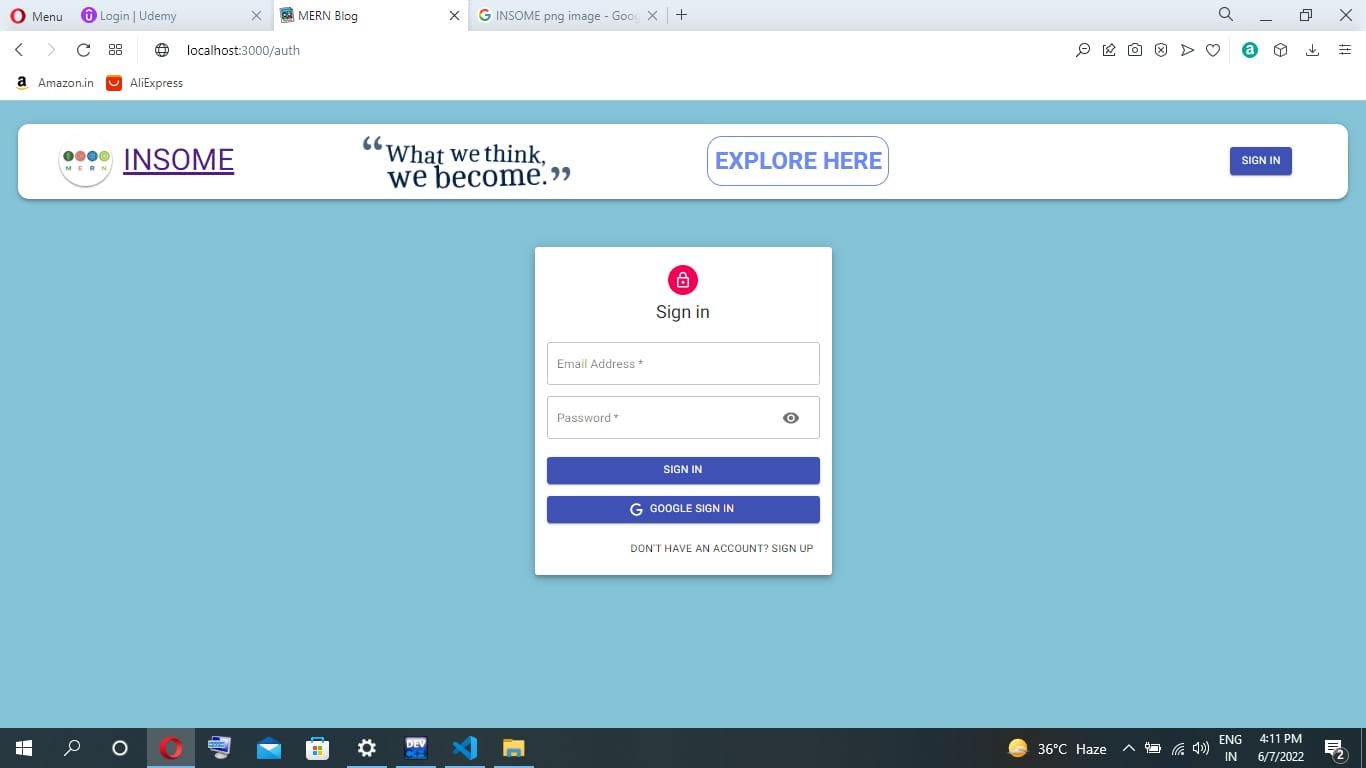 Menu
Login | Udemy
MERN Blog
INSOME png image - Goo
localhost:3000/auth
Amazon.in
AliExpress
MERN
INSOME
“What we think,
we become.”
EXPLORE HERE
SIGN IN
Sign in
Email Address *
Password *
SIGN IN
GOOGLE SIGN IN
DON'T HAVE AN ACCOUNT? SIGN UP
DEV
36°C Haze
ENG
IN
4:11 PM
6/7/2022
2